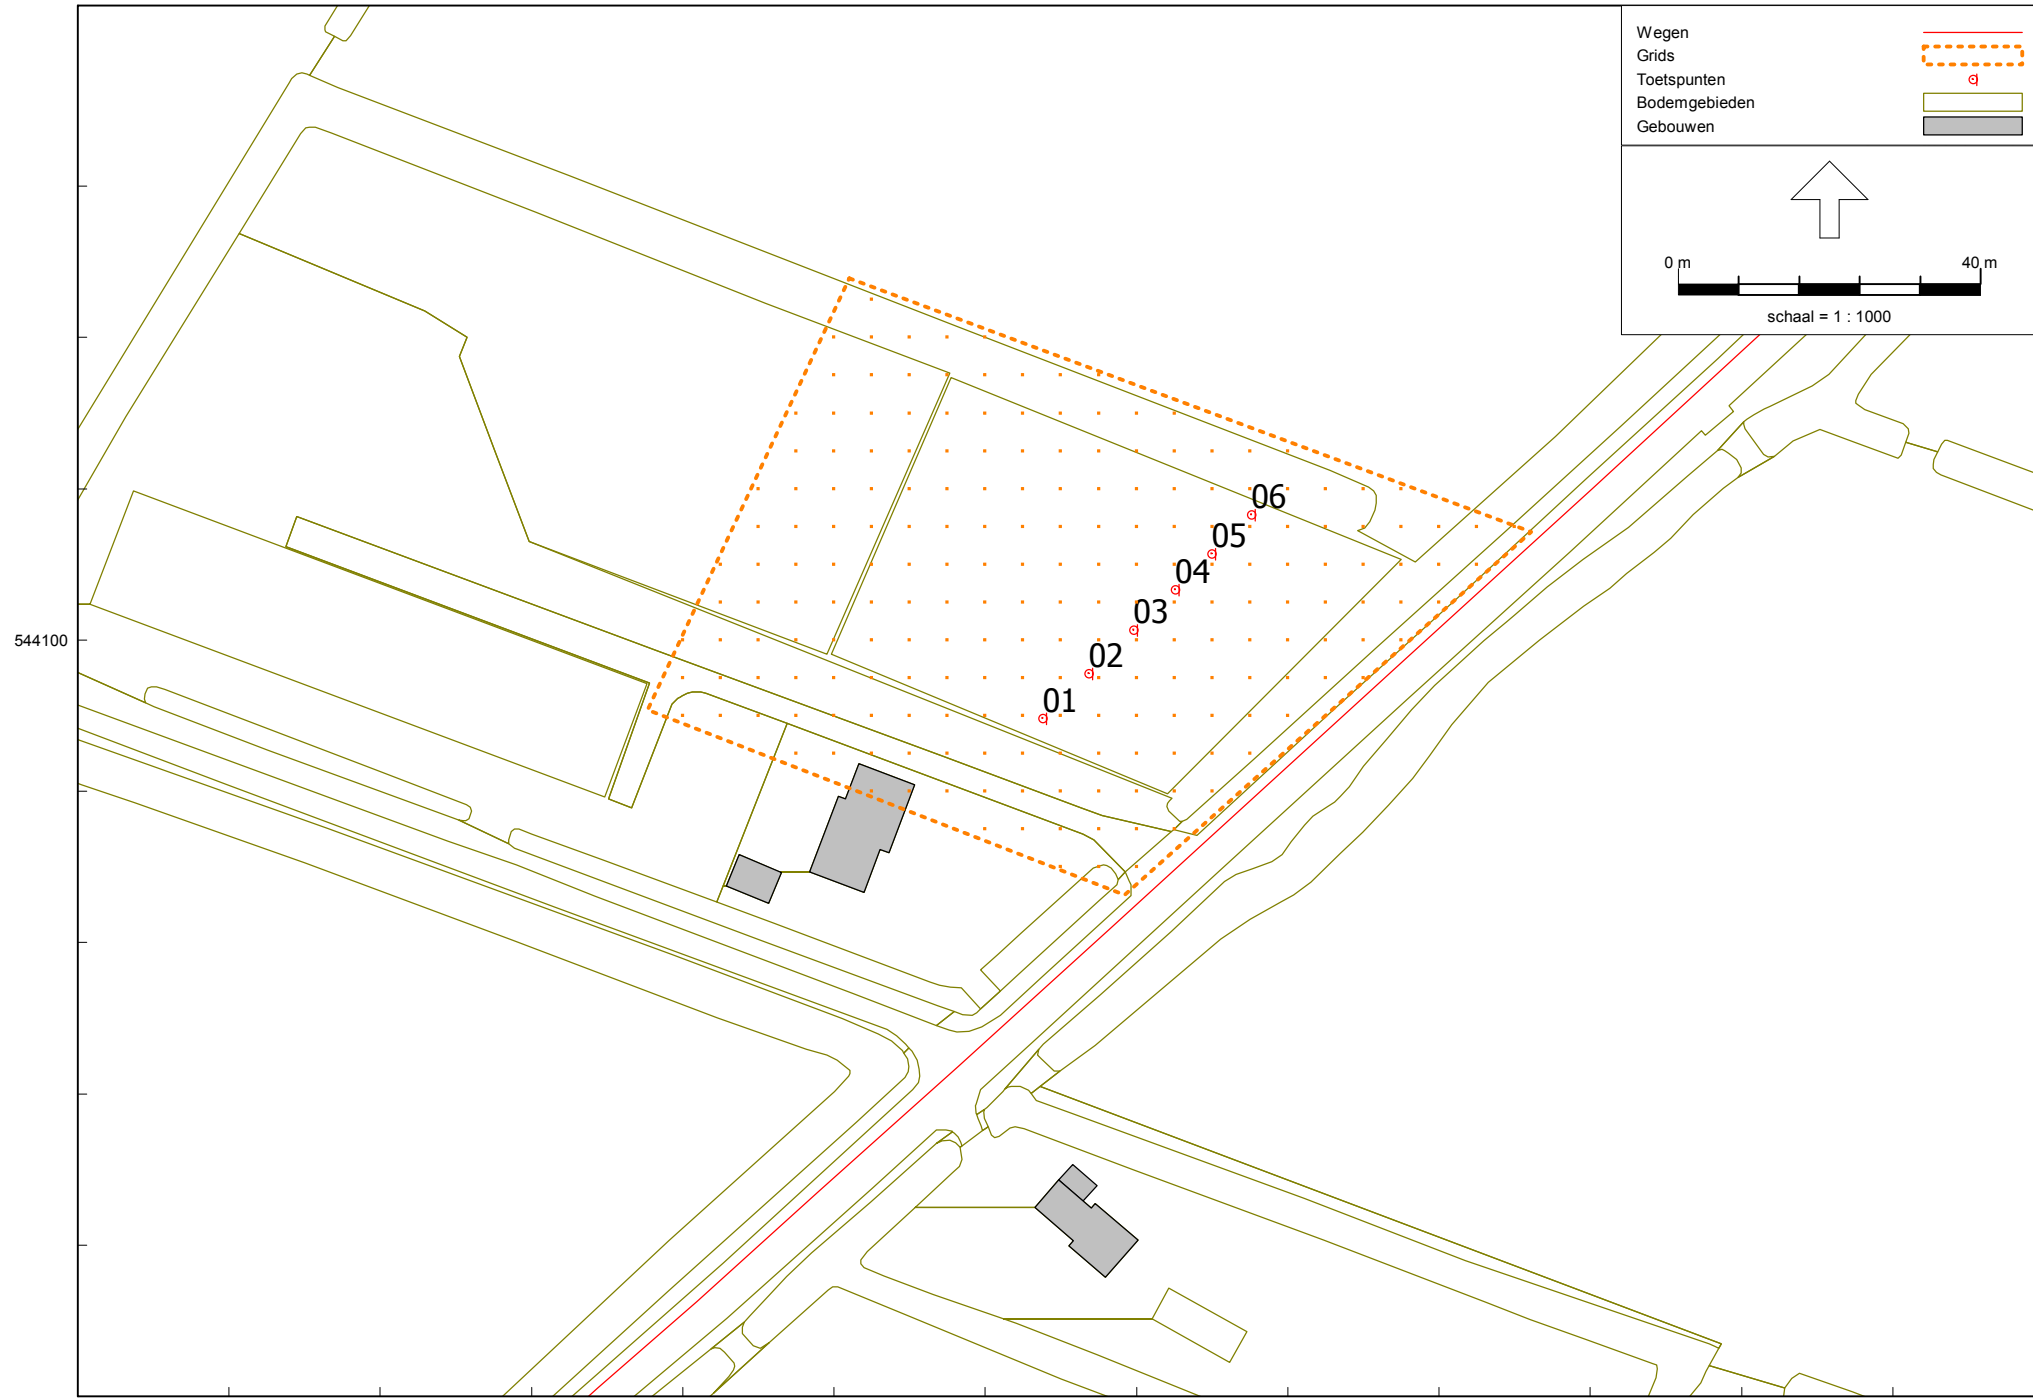 Wegen
Grids
Toetspunten
Bodemgebieden
Gebouwen
0 m 40 m
schaal = 1 : 1000
06
05
04
03
544100
02
01